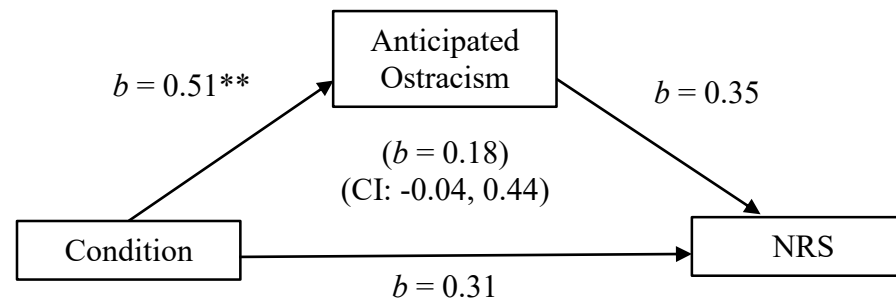 Anticipated
Ostracism
b = 0.51**
b = 0.35
(b = 0.18)
(CI: -0.04, 0.44)
Condition
NRS
b = 0.31